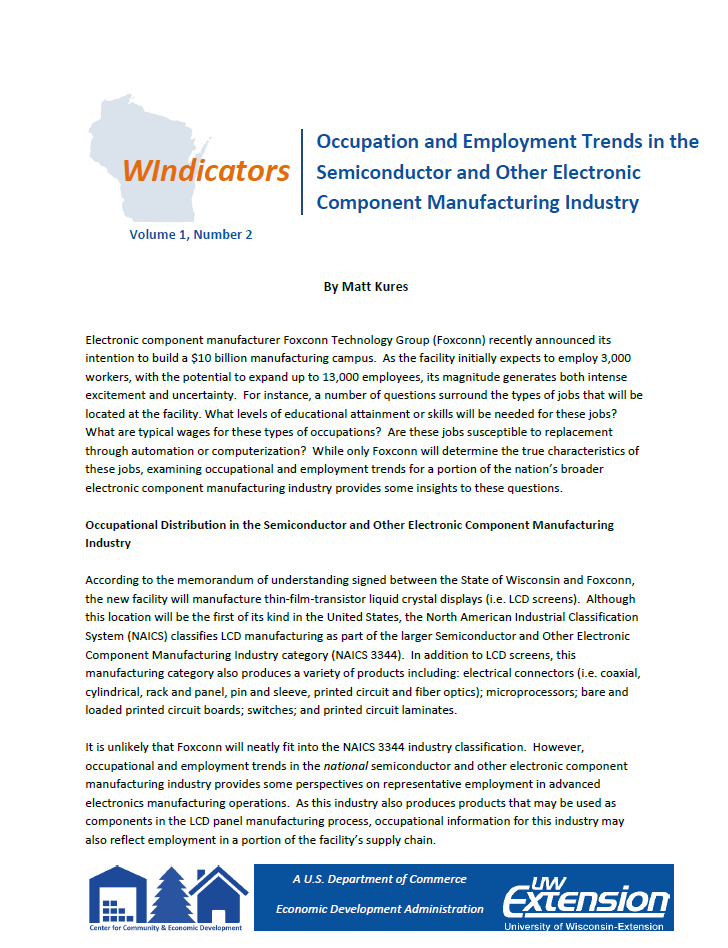 WIndicators
Volume 1, Number 2
Occupation and Employment Trends in the
Semiconductor and Other Electronic
Component Manufacturing Industry
By Matt Kures
Electronic component manufacturer Foxconn Technology Group (Foxconn) recently announced its
intention to build a $10 billion manufacturing campus. As the facility initially expects to employ 3,000
workers, with the potential to expand up to 13,000 employees, its magnitude generates both intense
excitement and uncertainty. For instance, a number of questions surround the types of jobs that will be
located at the facility. What levels of educational attainment or skills will be needed for these jobs?
What are typical wages for these types of occupations? Are these jobs susceptible to replacement
through automation or computerization? While only Foxconn will determine the true characteristics of
these jobs, examining occupational and employment trends for a portion of the nation's broader
electronic component manufacturing industry provides some insights to these questions.
Occupational Distribution in the Semiconductor and Other Electronic Component Manufacturing
Industry
According to the memorandum of understanding signed between the State of Wisconsin and Foxconn,
the new facility will manufacture thin-film-transistor liquid crystal displays (i.e. LCD screens). Although
this location will be the first of its kind in the United States, the North American Industrial Classification
System (NAICS) classifies LCD manufacturing as part of the larger Semiconductor and Other Electronic
Component Manufacturing Industry category (NAICS 3344). In addition to LCD screens, this
manufacturing category also produces a variety of products including: electrical connectors (i.e. coaxial,
cylindrical, rack and panel, pin and sleeve, printed circuit and fiber optics); microprocessors; bare and
loaded printed circuit boards; switches; and printed circuit laminates.
It is unlikely that Foxconn will neatly fit into the NAICS 3344 industry classification. However,
occupational and employment trends in the national semiconductor and other electronic component
manufacturing industry provides some perspectives on representative employment in advanced
electronics manufacturing operations. As this industry also produces products that may be used as
components in the LCD panel manufacturing process, occupational information for this industry may
also reflect employment in a portion of the facility's supply chain.
Center for Community & Economic Development
A U.S. Department of Commerce
Economic Development Administration
UW
Extension
University of Wisconsin-Extension